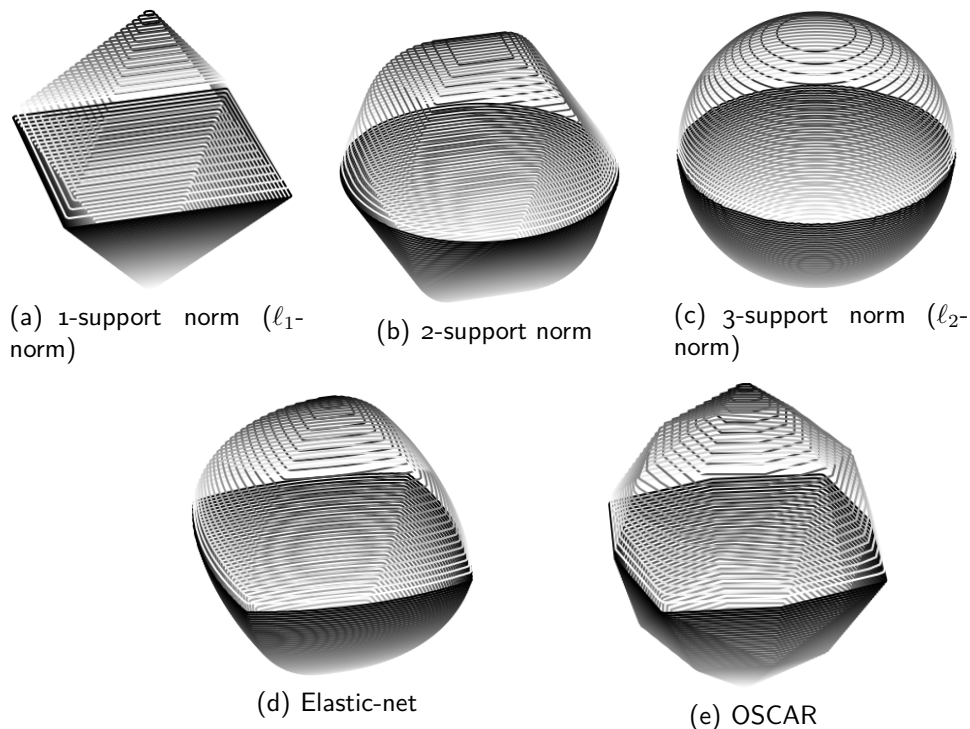 (a) 1-support norm (ℓ₁-
norm)
(b) 2-support norm
(c) 3-support norm (ℓ₂-
norm)
(d) Elastic-net
(e) OSCAR